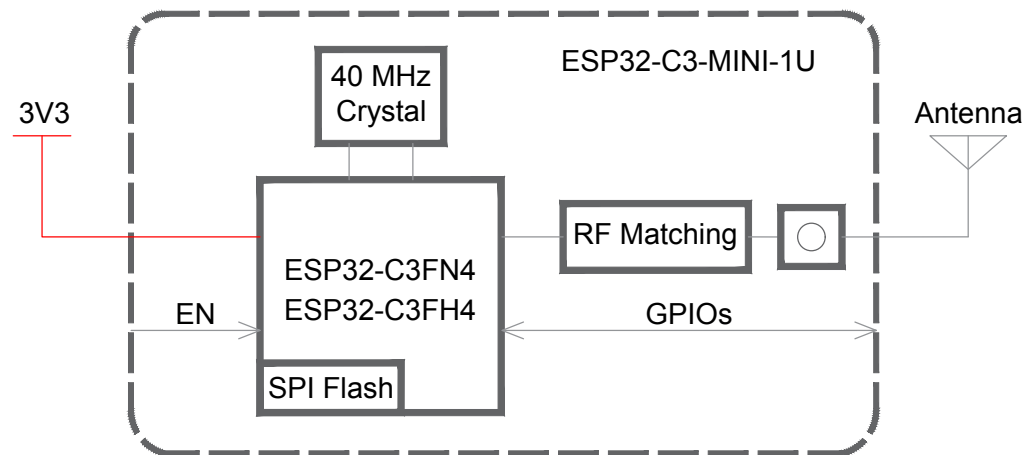 ESP32-C3-MINI-1U
40 MHz
Crystal
3V3
Antenna
RF Matching
ESP32-C3FN4
ESP32-C3FH4
EN
GPIOs
SPI Flash